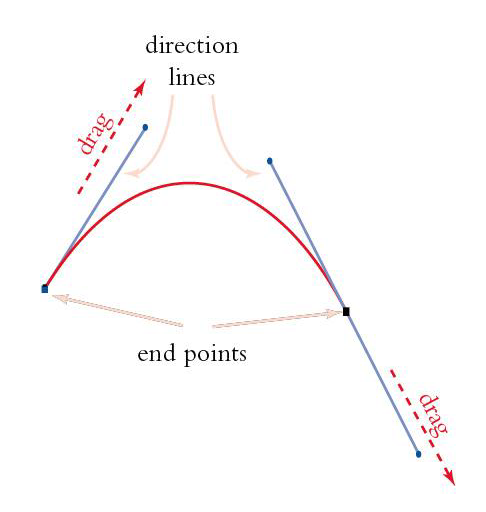 direction
lines
drag
end points
drag